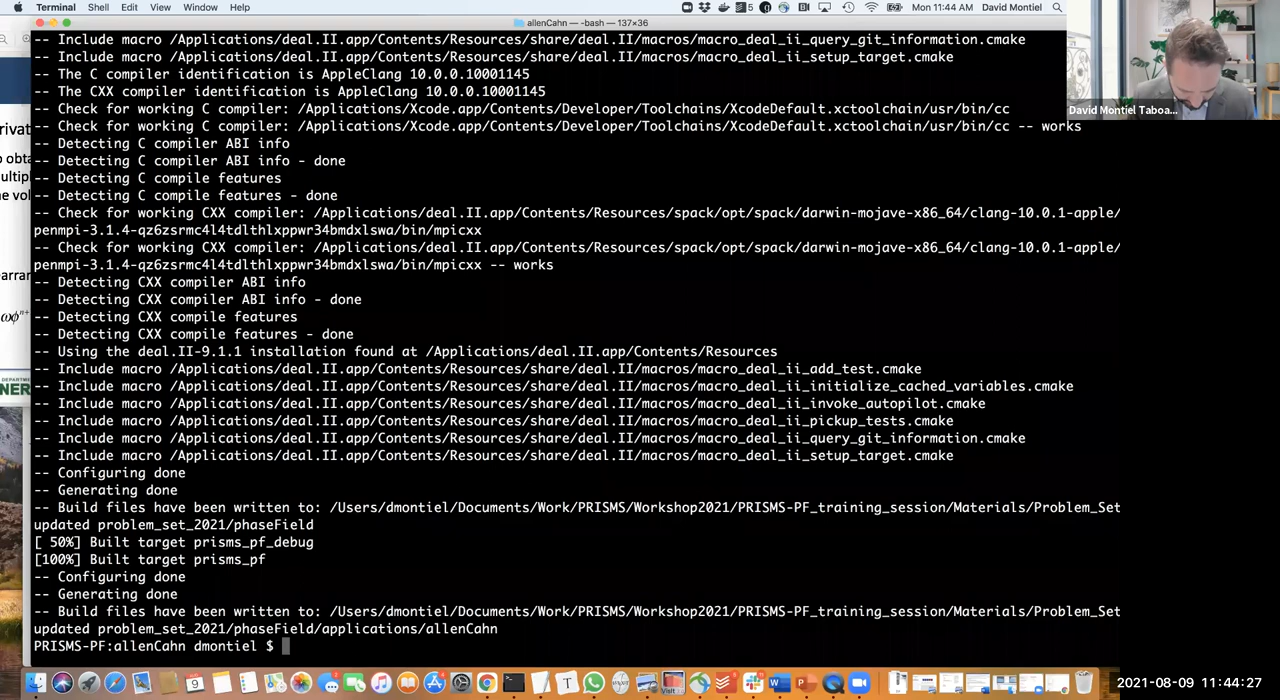 Terminal Shell Edit View Window Help
5
Mon 11:44 AM David Montiel
allenCahn — -bash — 137×36
-- Include macro /Applications/deal.II.app/Contents/Resources/share/deal.II/macros/macro_deal_ii_query_git_information.cmake
-- Include macro /Applications/deal.II.app/Contents/Resources/share/deal.II/macros/macro_deal_ii_setup_target.cmake
-- The C compiler identification is AppleClang 10.0.0.10001145
-- The CXX compiler identification is AppleClang 10.0.0.10001145
-- Check for working C compiler: /Applications/Xcode.app/Contents/Developer/Toolchains/XcodeDefault.xctoolchain/usr/bin/cc
-- Check for working C compiler: /Applications/Xcode.app/Contents/Developer/Toolchains/XcodeDefault.xctoolchain/usr/bin/cc -- works
-- Detecting C compiler ABI info
-- Detecting C compiler ABI info - done
-- Detecting C compile features
-- Detecting C compile features - done
-- Check for working CXX compiler: /Applications/deal.II.app/Contents/Resources/spack/opt/spack/darwin-mojave-x86_64/clang-10.0.1-apple/
penmpi-3.1.4-qz6zsrmc4l4tdlthlxppwr34bmdxlswa/bin/mpicxx
-- Check for working CXX compiler: /Applications/deal.II.app/Contents/Resources/spack/opt/spack/darwin-mojave-x86_64/clang-10.0.1-apple/
penmpi-3.1.4-qz6zsrmc4l4tdlthlxppwr34bmdxlswa/bin/mpicxx -- works
-- Detecting CXX compiler ABI info
-- Detecting CXX compiler ABI info - done
-- Detecting CXX compile features
-- Detecting CXX compile features - done
-- Using the deal.II-9.1.1 installation found at /Applications/deal.II.app/Contents/Resources
-- Include macro /Applications/deal.II.app/Contents/Resources/share/deal.II/macros/macro_deal_ii_add_test.cmake
-- Include macro /Applications/deal.II.app/Contents/Resources/share/deal.II/macros/macro_deal_ii_initialize_cached_variables.cmake
-- Include macro /Applications/deal.II.app/Contents/Resources/share/deal.II/macros/macro_deal_ii_invoke_autopilot.cmake
-- Include macro /Applications/deal.II.app/Contents/Resources/share/deal.II/macros/macro_deal_ii_pickup_tests.cmake
-- Include macro /Applications/deal.II.app/Contents/Resources/share/deal.II/macros/macro_deal_ii_query_git_information.cmake
-- Include macro /Applications/deal.II.app/Contents/Resources/share/deal.II/macros/macro_deal_ii_setup_target.cmake
-- Configuring done
-- Generating done
-- Build files have been written to: /Users/dmontiel/Documents/Work/PRISMS/Workshop2021/PRISMS-PF_training_session/Materials/Problem_Set
updated problem_set_2021/phaseField
[ 50%] Built target prisms_pf_debug
[100%] Built target prisms_pf
-- Configuring done
-- Generating done
-- Build files have been written to: /Users/dmontiel/Documents/Work/PRISMS/Workshop2021/PRISMS-PF_training_session/Materials/Problem_Set
updated problem_set_2021/phaseField/applications/allenCahn
PRISMS-PF:allenCahn dmontiel $
David Montiel Taboa...
2021-08-09 11:44:27